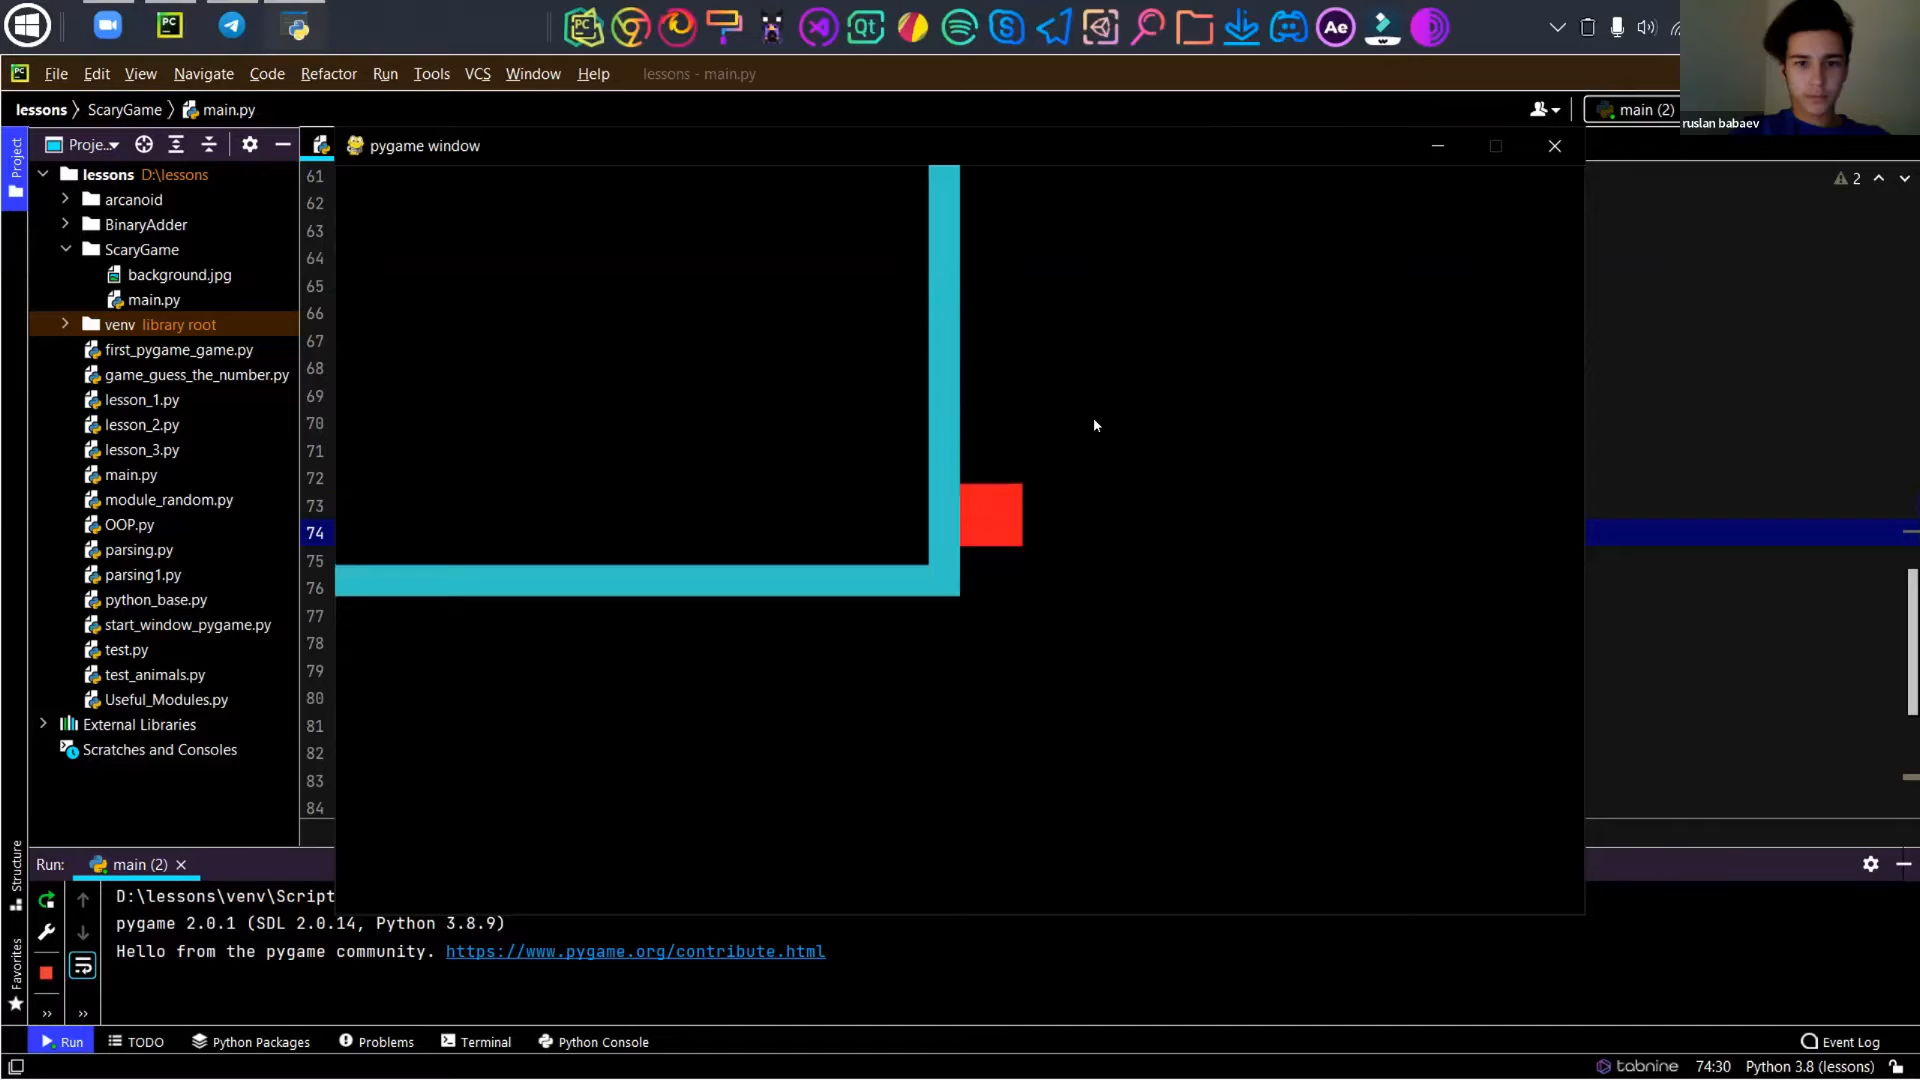 PC
Qt
Ae
PC File Edit View Navigate Code Refactor Run Tools VCS Window Help lessons - main.py
lessons ScaryGame main.py main (2)
ruslan babaev
Project
Proje... pygame window
lessons D:\lessons 61
2
arcanoid 62
BinaryAdder 63
ScaryGame 64
background.jpg 65
main.py 66
venv library root 67
first_pygame_game.py 68
game_guess_the_number.py 69
lesson_1.py 70
lesson_2.py 71
lesson_3.py 72
main.py 73
module_random.py 74
OOP.py 75
parsing.py 76
parsing1.py 77
python_base.py 78
start_window_pygame.py 79
test.py 80
test_animals.py 81
Useful_Modules.py 82
External Libraries 83
Scratches and Consoles 84
Structure
Favorites
Run: main (2)
D:\lessons\venv\Script
pygame 2.0.1 (SDL 2.0.14, Python 3.8.9)
Hello from the pygame community. https://www.pygame.org/contribute.html
Run TODO Python Packages Problems Terminal Python Console Event Log
tabnine 74:30 Python 3.8 (lessons)